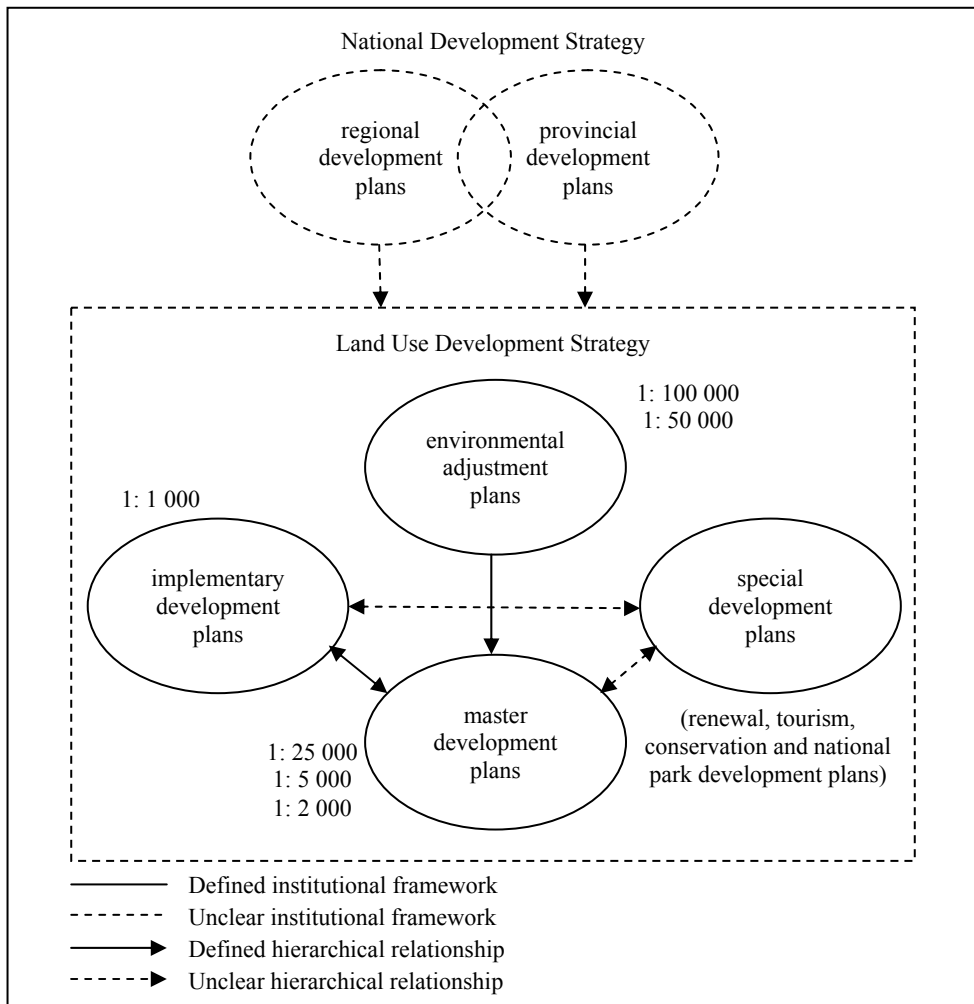 National Development Strategy
regional
development
plans
provincial
development
plans
Land Use Development Strategy
1: 100 000
1: 50 000
environmental
adjustment
plans
1: 1 000
implementary
development
plans
special
development
plans
master
development
plans
1: 25 000
1: 5 000
1: 2 000
(renewal, tourism,
conservation and national
park development plans)
Defined institutional framework
Unclear institutional framework
Defined hierarchical relationship
Unclear hierarchical relationship